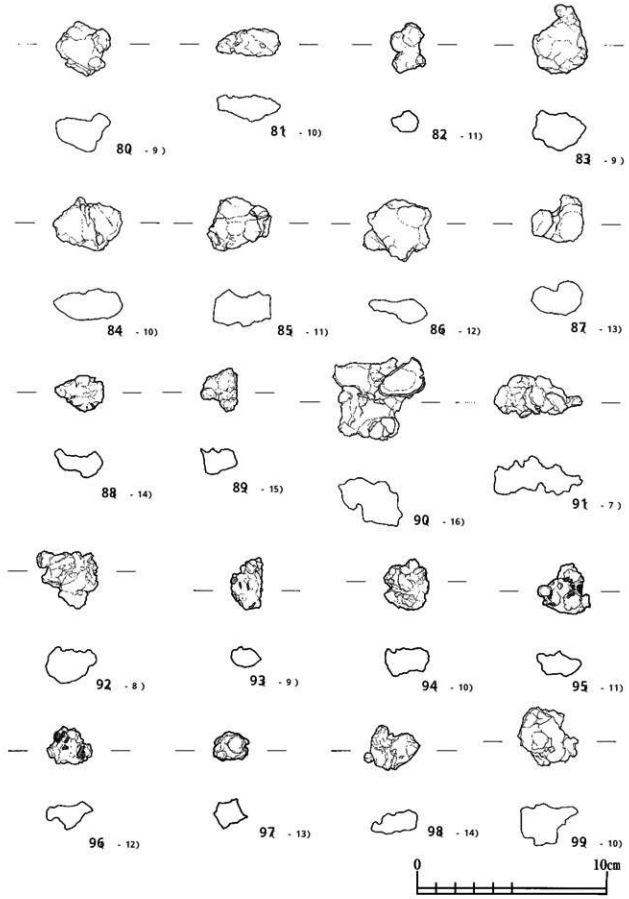 80( - 9)
81( - 10)
82( - 11)
83( - 9)
84( - 10)
85( - 11)
86( - 12)
87( - 13)
88( - 14)
89( - 15)
90( - 16)
91( - 7)
92( - 8)
93( - 9)
94( - 10)
95( - 11)
96( - 12)
97( - 13)
98( - 14)
99( - 10)
0 10cm